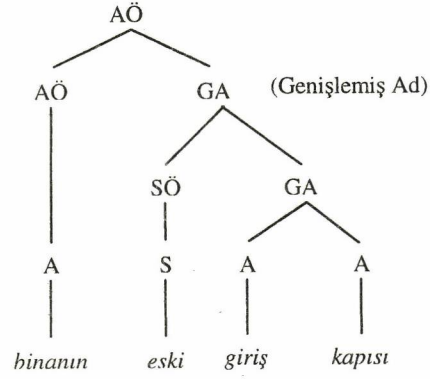 AÖ
AÖ GA (Genişlemiş Ad)
SÖ GA
A S A A
binanın eski giriş kapısı